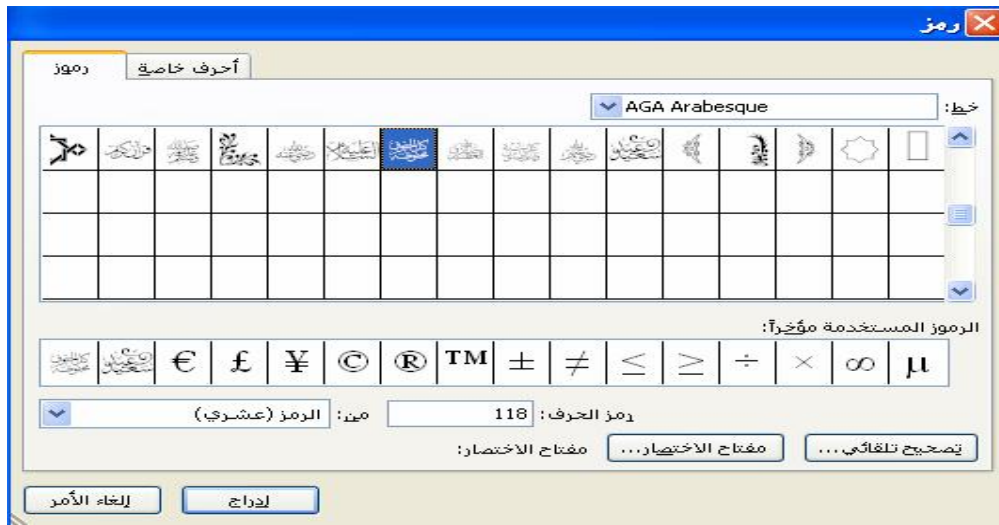 رمز
رموز أحرف خاصة
خط: AGA Arabesque
الرموز المستخدمة مؤخراً:
€ £ ¥ © ® ™ ± ≠ ≤ ≥ ÷ × ∞ µ
رمز الحرف: 118 من: الرمز (عشري)
تصحيح تلقائي... مفتاح الاختصار... مفتاح الاختصار:
إدراج إلغاء الأمر